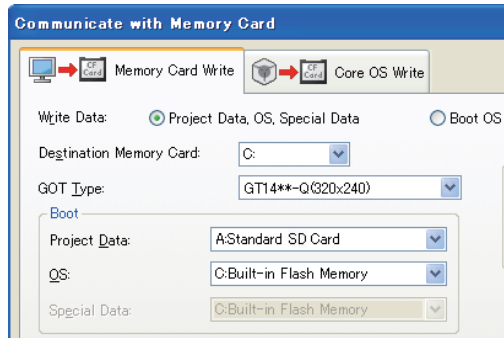 Communicate with Memory Card
CF Card Memory Card Write CF Card Core OS Write
Write Data: Project Data, OS, Special Data Boot OS
Destination Memory Card: C:
GOT Type: GT14**-Q(320x240)
Boot
Project Data: A:Standard SD Card
OS: C:Built-in Flash Memory
Special Data: C:Built-in Flash Memory